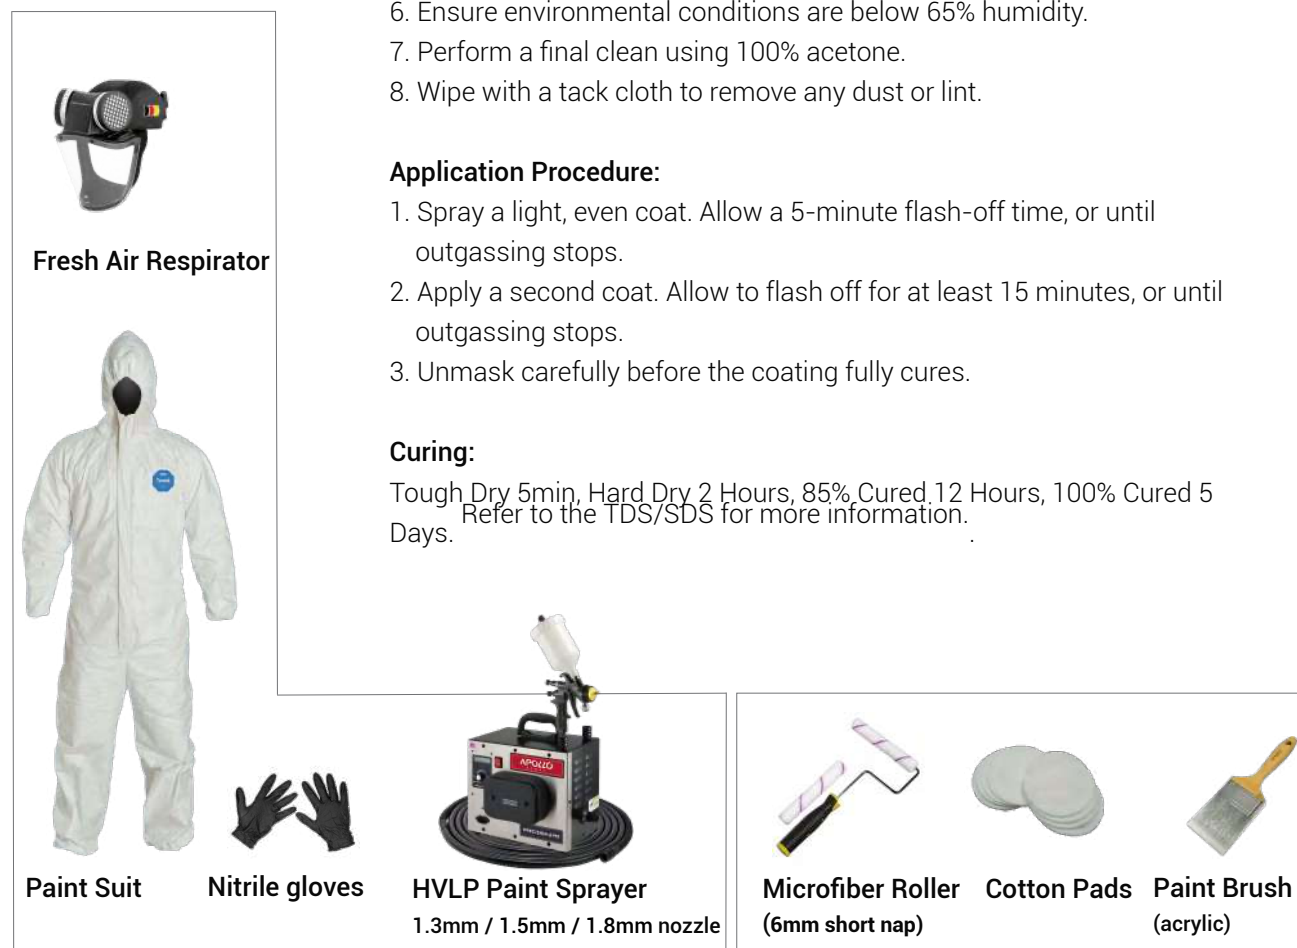 6. Ensure environmental conditions are below 65% humidity.
7. Perform a final clean using 100% acetone.
8. Wipe with a tack cloth to remove any dust or lint.
Application Procedure:
1. Spray a light, even coat. Allow a 5-minute flash-off time, or until
outgassing stops.
2. Apply a second coat. Allow to flash off for at least 15 minutes, or until
outgassing stops.
3. Unmask carefully before the coating fully cures.
Curing:
Tough Dry 5min, Hard Dry 2 Hours, 85% Cured 12 Hours, 100% Cured 5
Refer to the TDS/SDS for more information.
Days.
.
Fresh Air Respirator
APOLLO
Paint Suit
Nitrile gloves
HVLP Paint Sprayer
1.3mm / 1.5mm / 1.8mm nozzle
Microfiber Roller
(6mm short nap)
Cotton Pads
Paint Brush
(acrylic)